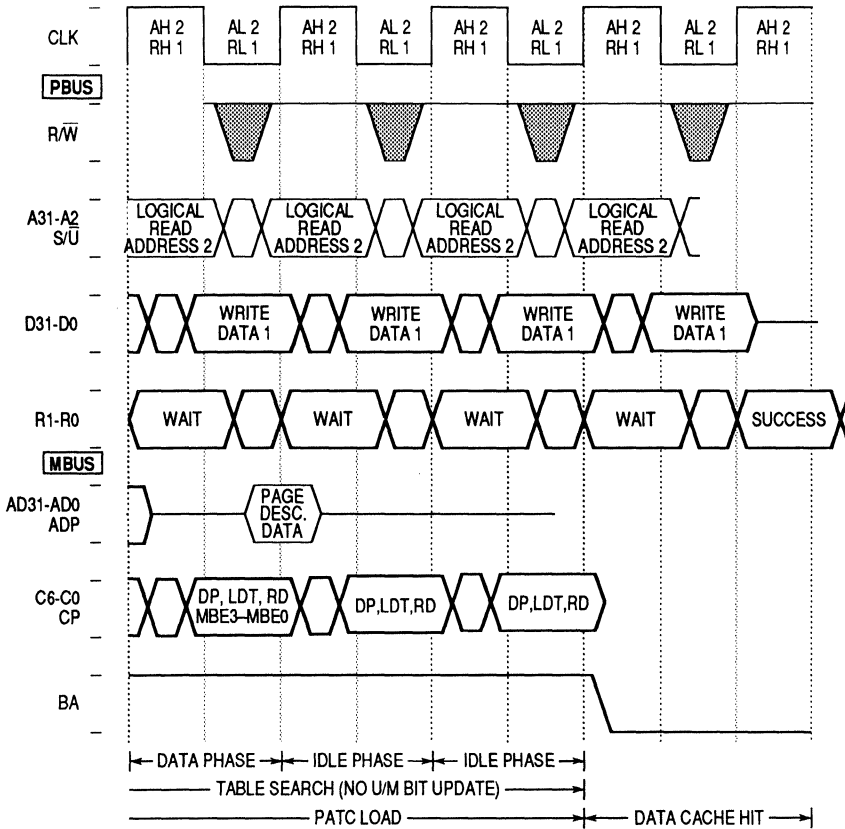 CLK
AH 2 RH 1
AL 2 RL 1
AH 2 RH 1
AL 2 RL 1
AH 2 RH 1
AL 2 RL 1
AH 2 RH 1
AL 2 RL 1
AH 2 RH 1
PBUS
R/W̅
A31-A2
S/U̅
LOGICAL READ ADDRESS 2
LOGICAL READ ADDRESS 2
LOGICAL READ ADDRESS 2
LOGICAL READ ADDRESS 2
D31-D0
WRITE DATA 1
WRITE DATA 1
WRITE DATA 1
WRITE DATA 1
R1-R0
WAIT
WAIT
WAIT
WAIT
SUCCESS
MBUS
AD31-AD0
ADP
PAGE DESC. DATA
C6-C0
CP
DP, LDT, RD
MBE3–MBE0
DP,LDT,RD
DP,LDT,RD
BA
DATA PHASE
IDLE PHASE
IDLE PHASE
TABLE SEARCH (NO U/M BIT UPDATE)
PATC LOAD
DATA CACHE HIT